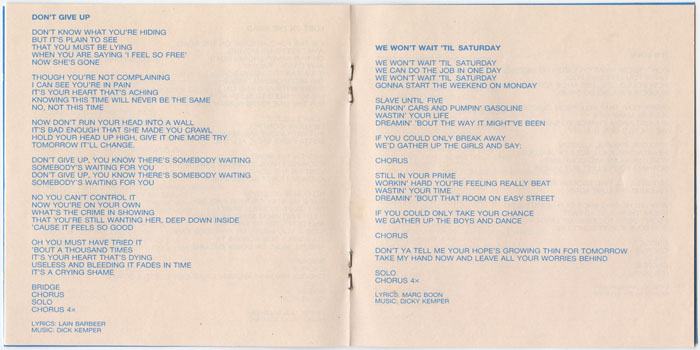 DON'T GIVE UP
DON'T KNOW WHAT YOU'RE HIDING
BUT IT'S PLAIN TO SEE
THAT YOU MUST BE LYING
WHEN YOU ARE SAYING 'I FEEL SO FREE'
NOW SHE'S GONE
THOUGH YOU'RE NOT COMPLAINING
I CAN SEE YOU'RE IN PAIN
IT'S YOUR HEART THAT'S ACHING
KNOWING THIS TIME WILL NEVER BE THE SAME
NO, NOT THIS TIME
NOW DON'T RUN YOUR HEAD INTO A WALL
IT'S BAD ENOUGH THAT SHE MADE YOU CRAWL
HOLD YOUR HEAD UP HIGH, GIVE IT ONE MORE TRY
TOMORROW IT'LL CHANGE.
DON'T GIVE UP, YOU KNOW THERE'S SOMEBODY WAITING
SOMEBODY'S WAITING FOR YOU
DON'T GIVE UP, YOU KNOW THERE'S SOMEBODY WAITING
SOMEBODY'S WAITING FOR YOU
NO YOU CAN'T CONTROL IT
NOW YOU'RE ON YOUR OWN
WHAT'S THE CRIME IN SHOWING
THAT YOU'RE STILL WANTING HER, DEEP DOWN INSIDE
'CAUSE IT FEELS SO GOOD
OH YOU MUST HAVE TRIED IT
'BOUT A THOUSAND TIMES
IT'S YOUR HEART THAT'S DYING
USELESS AND BLEEDING IT FADES IN TIME
IT'S A CRYING SHAME
BRIDGE
CHORUS
SOLO
CHORUS 4×
LYRICS: LAIN BARBEER
MUSIC: DICK KEMPER
WE WON'T WAIT 'TIL SATURDAY
WE WON'T WAIT 'TIL SATURDAY
WE CAN DO THE JOB IN ONE DAY
WE WON'T WAIT 'TIL SATURDAY
GONNA START THE WEEKEND ON MONDAY
SLAVE UNTIL FIVE
PARKIN' CARS AND PUMPIN' GASOLINE
WASTIN' YOUR LIFE
DREAMIN' 'BOUT THE WAY IT MIGHT'VE BEEN
IF YOU COULD ONLY BREAK AWAY
WE'D GATHER UP THE GIRLS AND SAY:
CHORUS
STILL IN YOUR PRIME
WORKIN' HARD YOU'RE FEELING REALLY BEAT
WASTIN' YOUR TIME
DREAMIN' 'BOUT THAT ROOM ON EASY STREET
IF YOU COULD ONLY TAKE YOUR CHANCE
WE GATHER UP THE BOYS AND DANCE
CHORUS
DON'T YA TELL ME YOUR HOPE'S GROWING THIN FOR TOMORROW
TAKE MY HAND NOW AND LEAVE ALL YOUR WORRIES BEHIND
SOLO
CHORUS 4×
LYRICS: MARC BOON
MUSIC: DICKY KEMPER